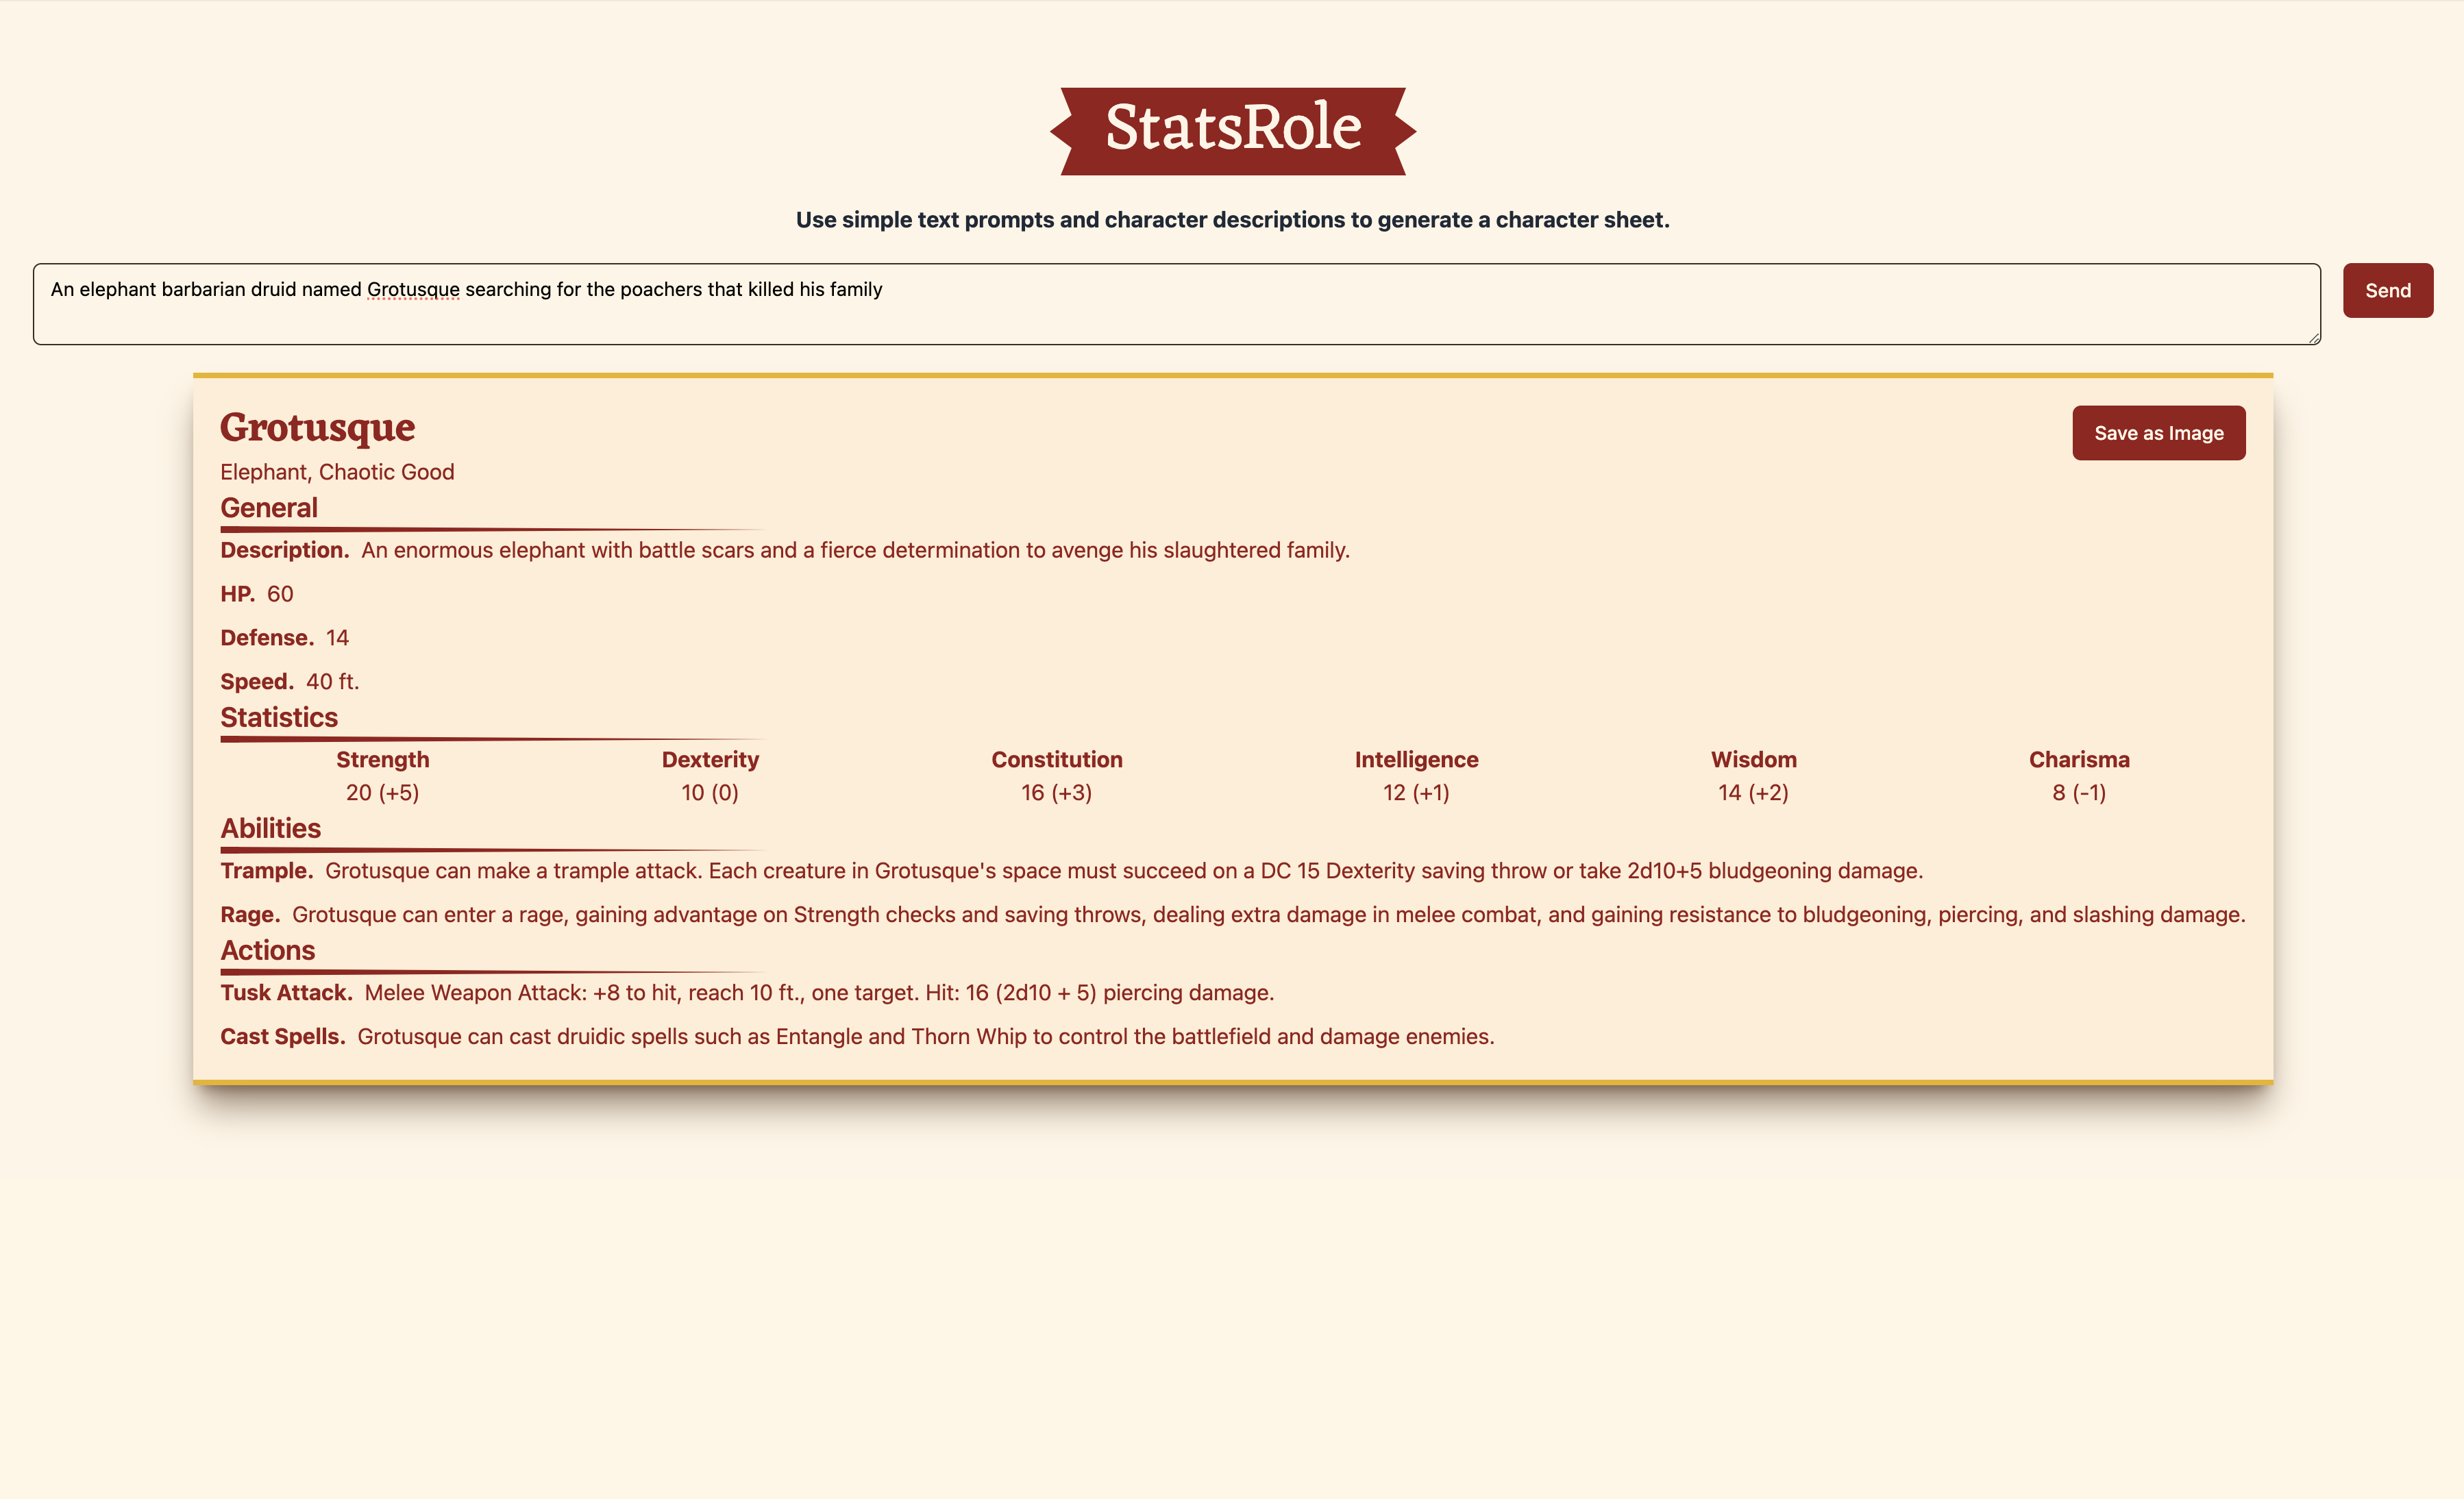 StatsRole
Use simple text prompts and character descriptions to generate a character sheet.
An elephant barbarian druid named Grotusque searching for the poachers that killed his family
Send
Grotusque
Save as Image
Elephant, Chaotic Good
General
Description. An enormous elephant with battle scars and a fierce determination to avenge his slaughtered family.
HP. 60
Defense. 14
Speed. 40 ft.
Statistics
Strength Dexterity Constitution Intelligence Wisdom Charisma
20 (+5) 10 (0) 16 (+3) 12 (+1) 14 (+2) 8 (-1)
Abilities
Trample. Grotusque can make a trample attack. Each creature in Grotusque's space must succeed on a DC 15 Dexterity saving throw or take 2d10+5 bludgeoning damage.
Rage. Grotusque can enter a rage, gaining advantage on Strength checks and saving throws, dealing extra damage in melee combat, and gaining resistance to bludgeoning, piercing, and slashing damage.
Actions
Tusk Attack. Melee Weapon Attack: +8 to hit, reach 10 ft., one target. Hit: 16 (2d10 + 5) piercing damage.
Cast Spells. Grotusque can cast druidic spells such as Entangle and Thorn Whip to control the battlefield and damage enemies.